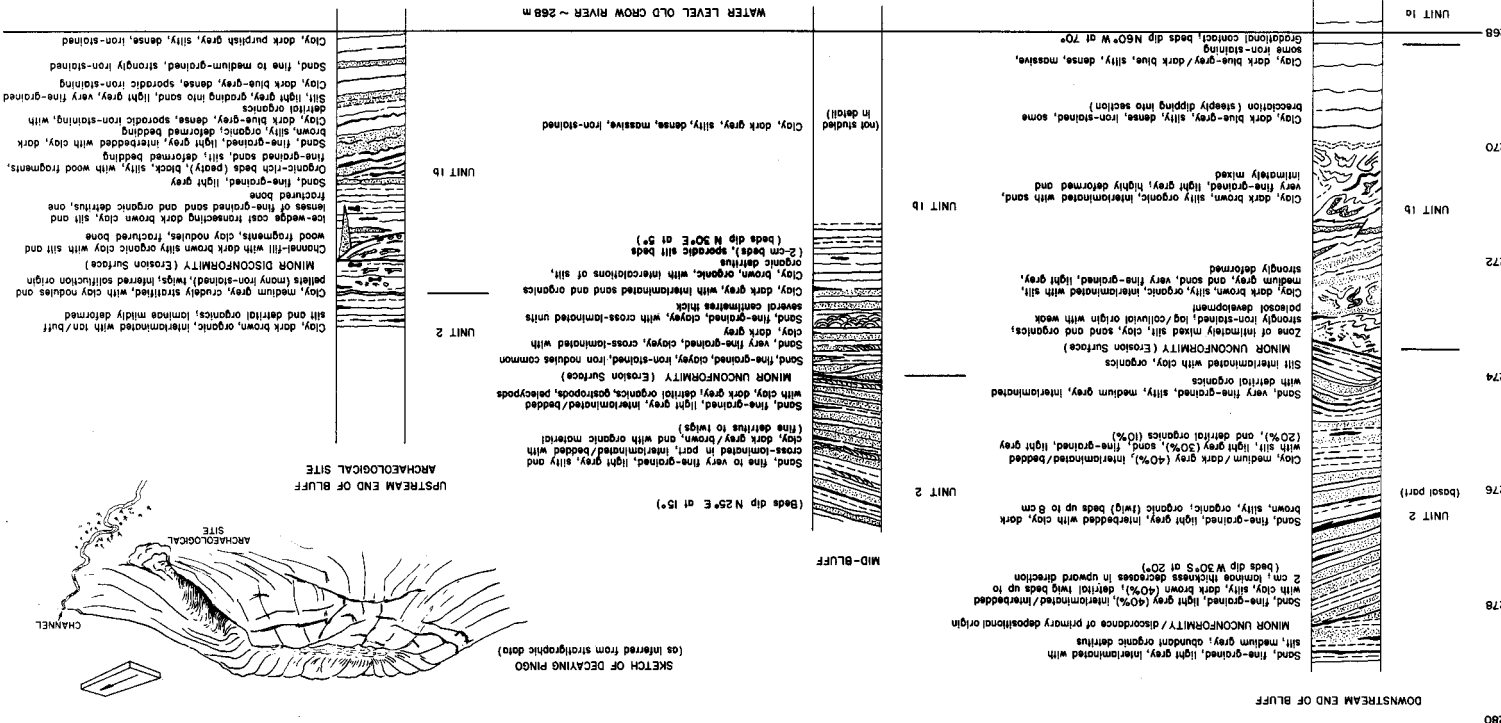 280
DOWNSTREAM END OF BLUFF
278
276
274
272
270
268
UNIT 2
(basal part)
UNIT 1b
UNIT 1a
Sand, fine-grained, light grey, interlaminated with
silt, medium grey; abundant organic detritus
MINOR UNCONFORMITY / discordance of primary depositional origin
Sand, fine-grained, light grey (40%), interlaminated/interbedded
with clay, silty, dark brown (40%); detrital twig beds up to
2 cm; laminae thickness decreases in upward direction
(beds dip W30°S at 20°)
Sand, fine-grained, light grey, interbedded with clay, dark
brown, silty, organic; organic (twig) beds up to 8 cm
Clay, medium/dark grey (40%), interlaminated/bedded
with silt, light grey (30%), sand, fine-grained, light grey
(20%), and detrital organics (10%)
Sand, very fine-grained, silty, medium grey, interlaminated
with detrital organics
Silt interlaminated with clay, organics
MINOR UNCONFORMITY (Erosion Surface)
Zone of intimately mixed silt, clay, sand and organics;
strongly iron-stained, lag/colluvial origin with weak
paleosol development
Clay, dark brown, silty, organic, interlaminated with silt,
medium grey, and sand, very fine-grained, light grey,
strongly deformed
Clay, dark brown, silty organic, interlaminated with sand,
very fine-grained, light grey; highly deformed and
intimately mixed
Clay, dark blue-grey, silty, dense, iron-stained, some
brecciation (steeply dipping into section)
Clay, dark blue-grey/dark blue, silty, dense, massive,
some iron-staining
Gradational contact; beds dip N60°W at 70°
MID-BLUFF
UNIT 2
UNIT 1b
(Beds dip N 25°E at 15°)
Sand, fine to very fine-grained, light grey, silty and
cross-laminated in part, interlaminated/bedded with
clay, dark grey/brown, and with organic material
(fine detritus to twigs)
Sand, fine-grained, light grey, interlaminated/bedded
with clay, dark grey; detrital organics, gastropods, pelecypods
MINOR UNCONFORMITY (Erosion Surface)
Sand, fine-grained, clayey, iron-stained, iron nodules common
Sand, very fine-grained, clayey, cross-laminated with
clay, dark grey
Sand, fine-grained, clayey, with cross-laminated units
several centimetres thick
Clay, dark grey, with interlaminated sand and organics
Clay, brown, organic, with intercalations of silt,
organic detritus
(2-cm beds), sporadic silt beds
(beds dip N 30°E at 5°)
(not studied
in detail)
Clay, dark grey, silty, dense, massive, iron-stained
WATER LEVEL OLD CROW RIVER ~ 268 m
SKETCH OF DECAYING PINGO
(as inferred from stratigraphic data)
CHANNEL
ARCHAEOLOGICAL
SITE
UPSTREAM END OF BLUFF
ARCHAEOLOGICAL SITE
UNIT 2
UNIT 1b
Clay, dark brown, organic, interlaminated with tan/buff
silt and detrital organics; laminae mildly deformed
Clay, medium grey, crudely stratified, with clay nodules and
pellets (many iron-stained), twigs, inferred solifluction origin
MINOR DISCONFORMITY (Erosion Surface)
Channel-fill with dark brown silty organic clay with silt and
wood fragments, clay nodules, fractured bone
Ice-wedge cast transecting dark brown clay, silt and
lenses of fine-grained sand and organic detritus, one
fractured bone
Sand, fine-grained, light grey
Organic-rich beds (peaty), black, silty, with wood fragments,
fine-grained sand, silt; deformed bedding
Sand, fine-grained, light grey, interbedded with clay, dark
brown, silty, organic; deformed bedding
Clay, dark blue-grey, dense, sporadic iron-staining, with
detrital organics
Silt, light grey, grading into sand, light grey, very fine-grained
Clay, dark blue-grey, dense, sporadic iron-staining
Sand, fine to medium-grained, strongly iron-stained
Clay, dark purplish grey, silty, dense, iron-stained